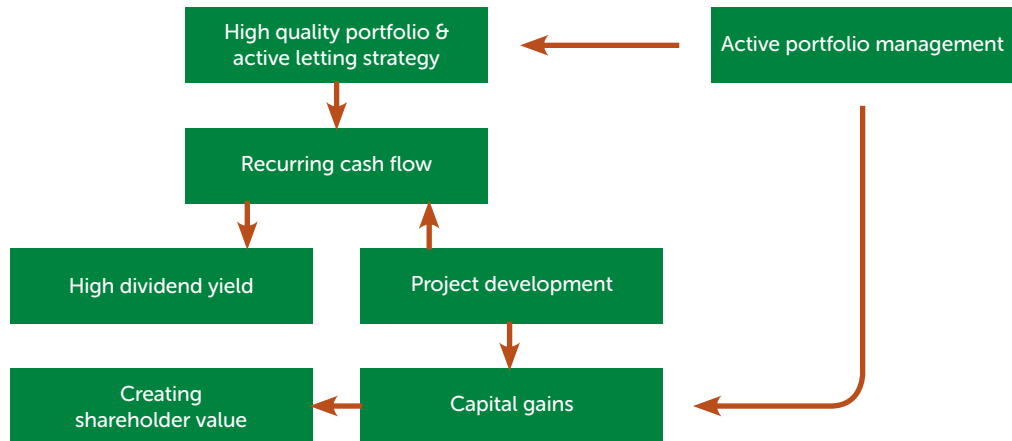 High quality portfolio &
active letting strategy
Active portfolio management
Recurring cash flow
High dividend yield
Project development
Creating
shareholder value
Capital gains